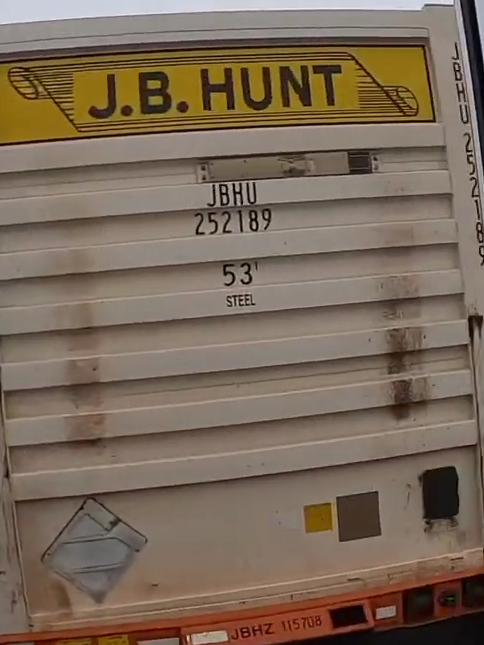 J.B. HUNT
JBHU
252189
53'
STEEL
JBHU 252189
JBHZ 115708